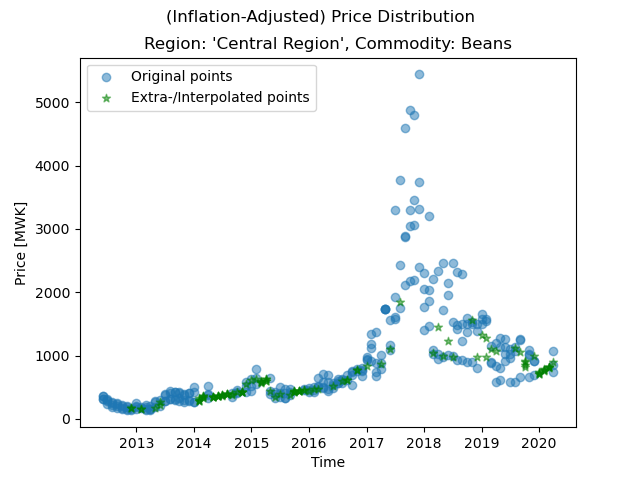 (Inflation-Adjusted) Price Distribution
Region: 'Central Region', Commodity: Beans
Original points
Extra-/Interpolated points
5000
4000
3000
2000
1000
0
Price [MWK]
2013 2014 2015 2016 2017 2018 2019 2020
Time